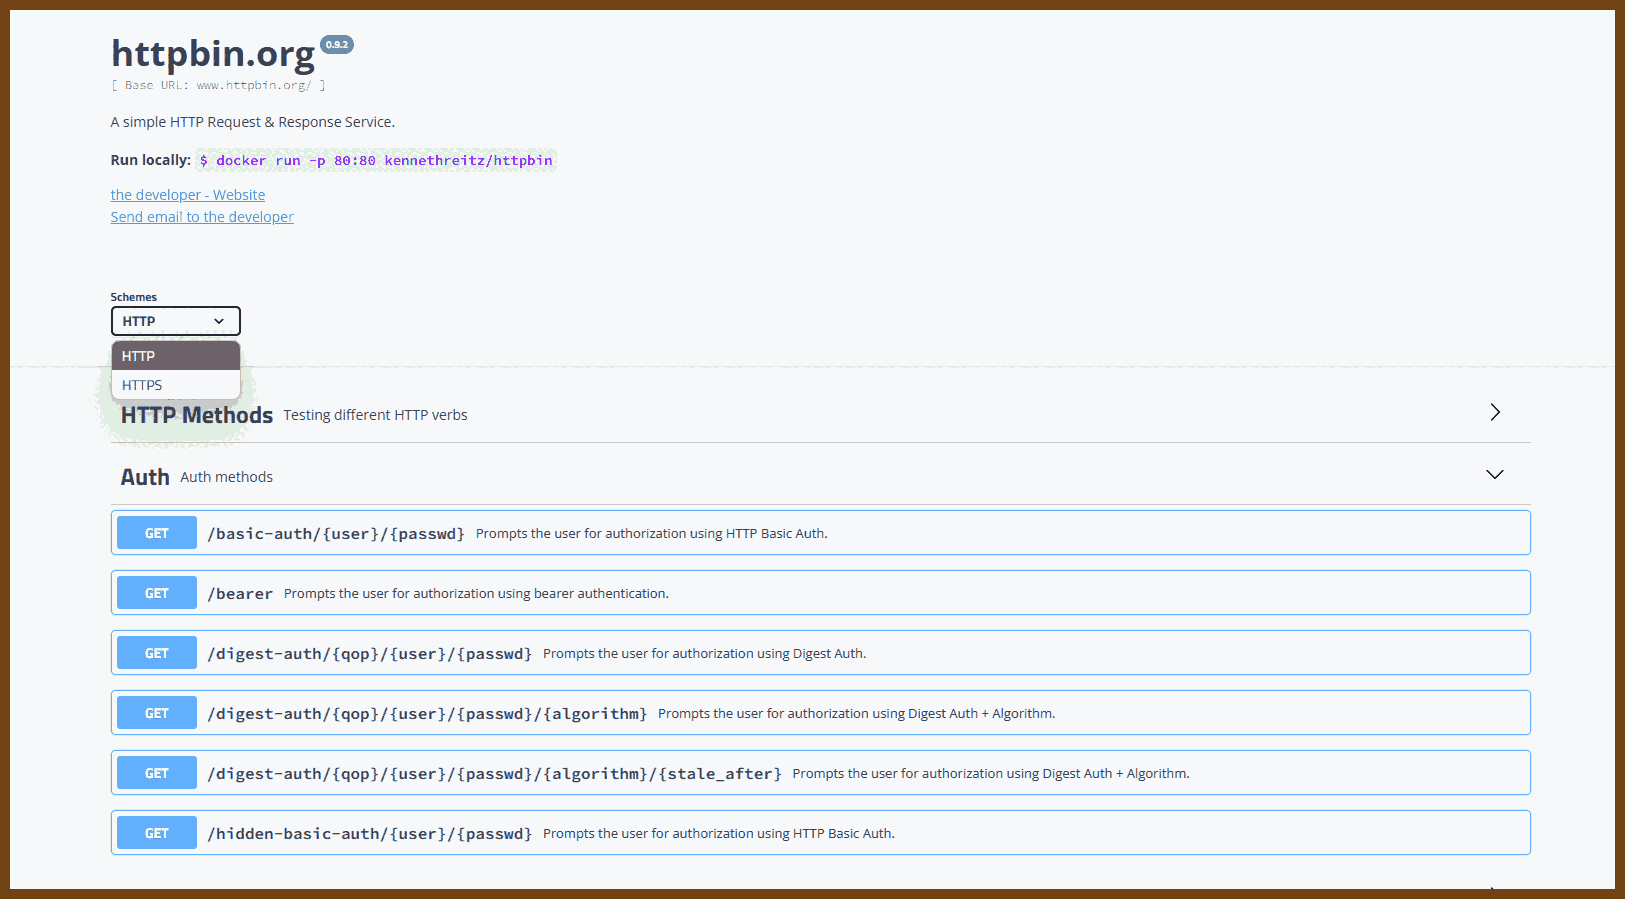 httpbin.org 0.9.2
[ Base URL: www.httpbin.org/ ]
A simple HTTP Request & Response Service.
Run locally: $ docker run -p 80:80 kennethreitz/httpbin
the developer - Website
Send email to the developer
Schemes
HTTP
HTTP
HTTPS
HTTP Methods Testing different HTTP verbs
Auth Auth methods
GET /basic-auth/{user}/{passwd} Prompts the user for authorization using HTTP Basic Auth.
GET /bearer Prompts the user for authorization using bearer authentication.
GET /digest-auth/{qop}/{user}/{passwd} Prompts the user for authorization using Digest Auth.
GET /digest-auth/{qop}/{user}/{passwd}/{algorithm} Prompts the user for authorization using Digest Auth + Algorithm.
GET /digest-auth/{qop}/{user}/{passwd}/{algorithm}/{stale_after} Prompts the user for authorization using Digest Auth + Algorithm.
GET /hidden-basic-auth/{user}/{passwd} Prompts the user for authorization using HTTP Basic Auth.